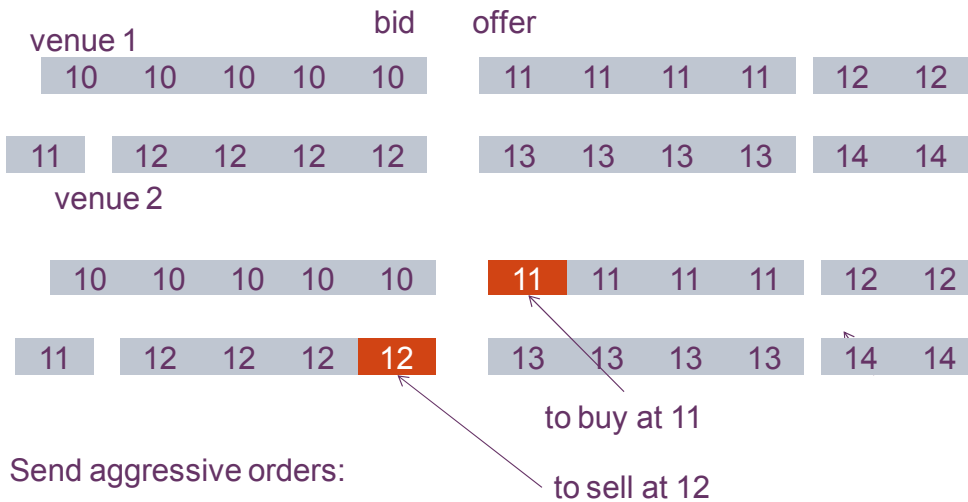 bid offer
venue 1
10 10 10 10 10 11 11 11 11 12 12
11 12 12 12 12 13 13 13 13 14 14
venue 2
10 10 10 10 10 11 11 11 11 12 12
11 12 12 12 12 13 13 13 13 14 14
to buy at 11
Send aggressive orders:
to sell at 12